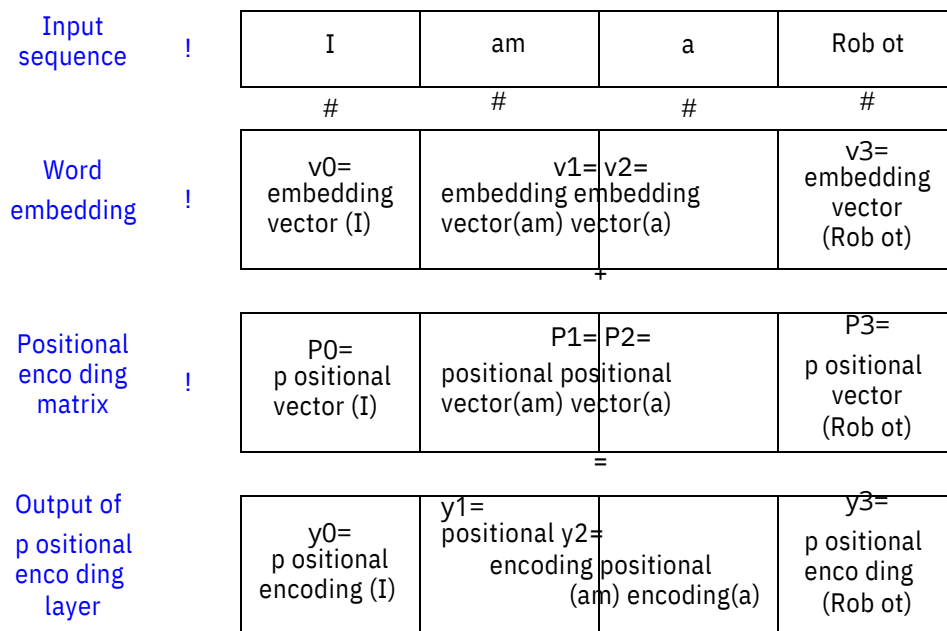 Input
sequence
!
I
am
a
Rob ot
#
#
#
#
Word
embedding
!
v0=
embedding
vector (I)
v1= v2=
embedding embedding
vector(am) vector(a)
v3=
embedding
vector
(Rob ot)
+
Positional
enco ding
matrix
!
P0=
p ositional
vector (I)
P1= P2=
positional positional
vector(am) vector(a)
P3=
p ositional
vector
(Rob ot)
=
Output of
p ositional
enco ding
layer
y0=
p ositional
encoding (I)
y1=
positional y2=
encoding positional
(am) encoding(a)
y3=
p ositional
enco ding
(Rob ot)